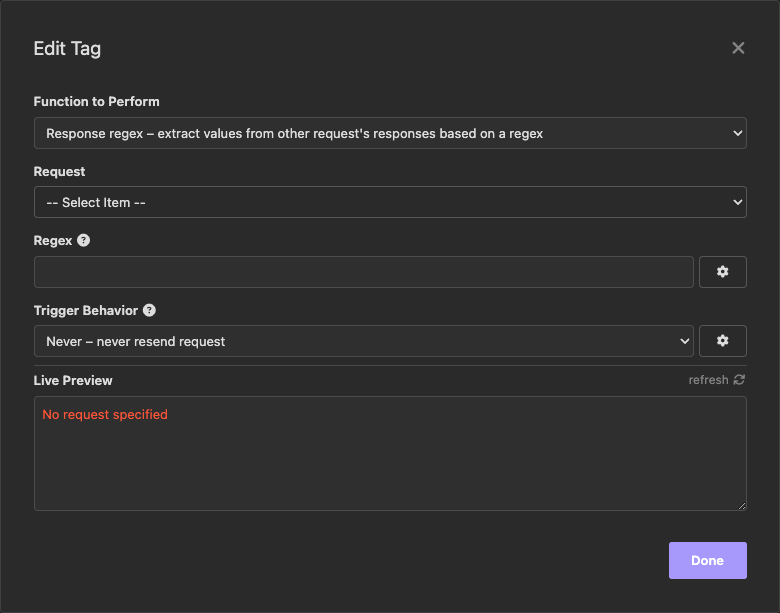 Edit Tag
Function to Perform
Response regex – extract values from other request's responses based on a regex
Request
-- Select Item --
Regex ?
Trigger Behavior ?
Never – never resend request
Live Preview
refresh
No request specified
Done